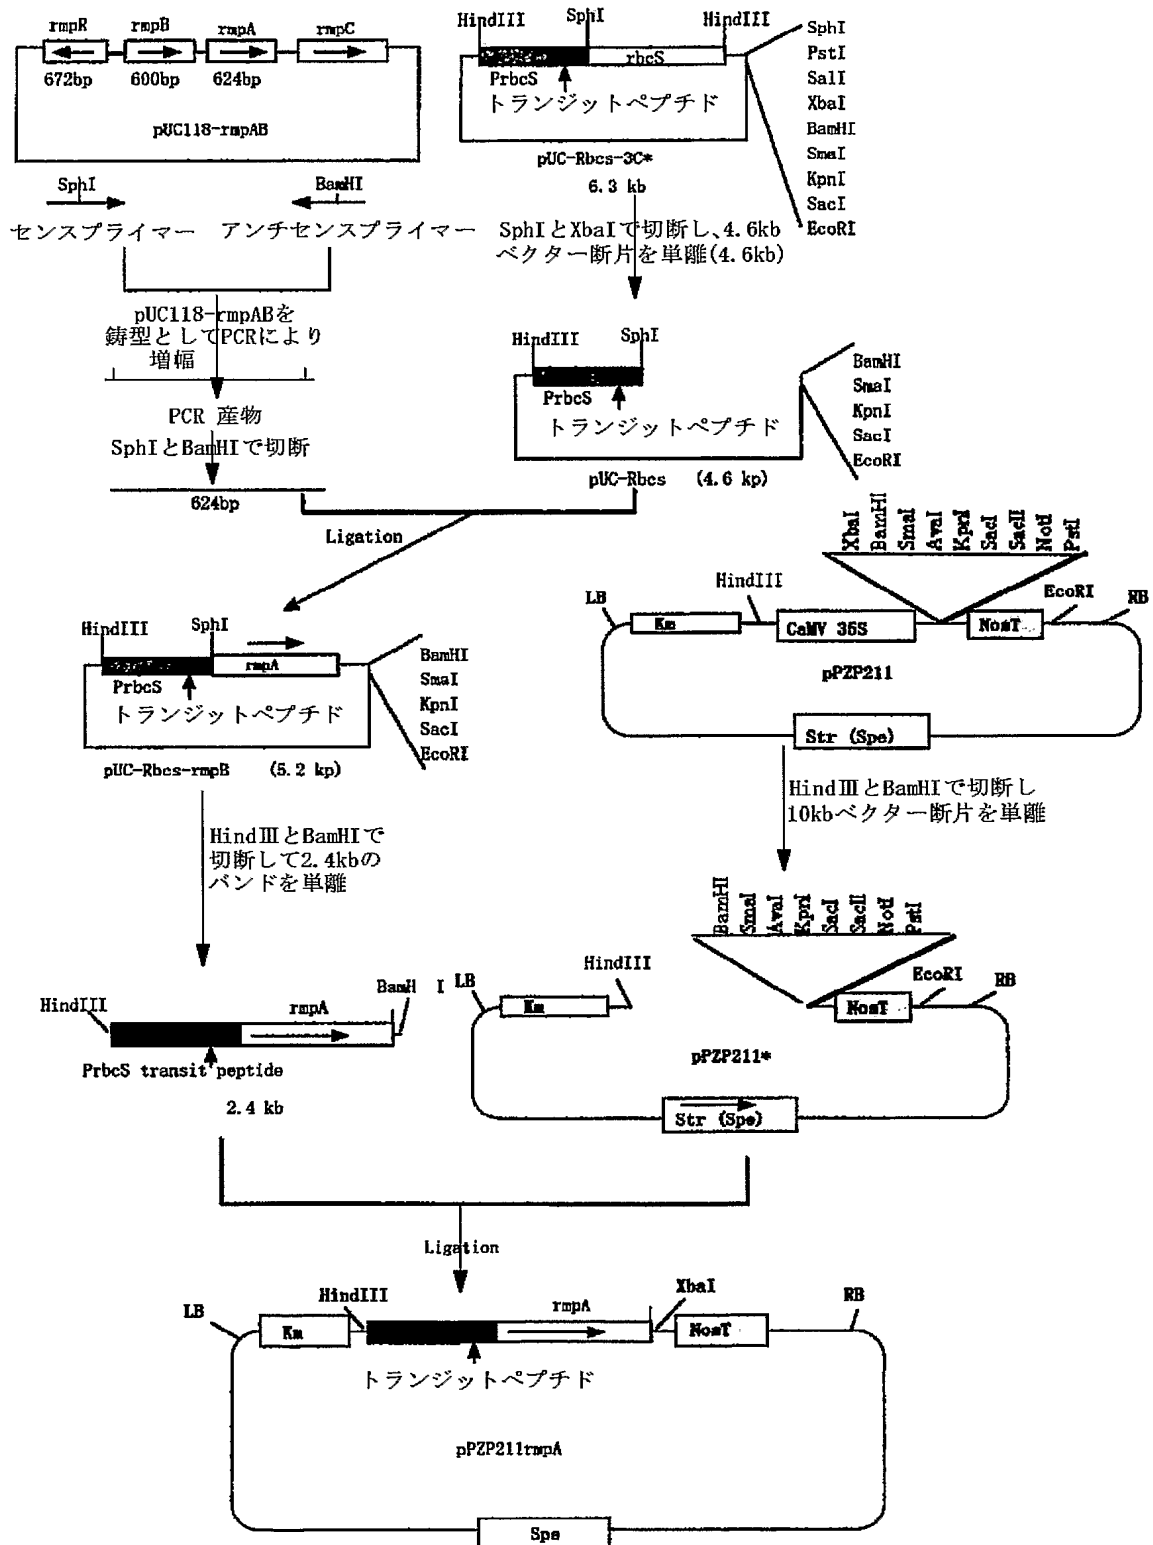 rmpR rmpB rmpA rmpC
672bp 600bp 624bp
pUC118-rmpAB
HindIII SphI HindIII
rbcS
PrbcS
トランジットペプチド
pUC-Rbcs-3C*
6.3 kb
SphI
PstI
SalI
XbaI
BamHI
SmaI
KpnI
SacI
EcoRI
SphI BamHI
センスプライマー アンチセンスプライマー
pUC118-rmpABを
鋳型としてPCRにより
増幅
PCR 産物
SphIとBamHIで切断
624bp
SphIとXbaIで切断し、4.6kb
ベクター断片を単離(4.6kb)
HindIII SphI
PrbcS
トランジットペプチド
pUC-Rbcs (4.6 kp)
BamHI
SmaI
KpnI
SacI
EcoRI
Ligation
HindIII SphI
rmpA
PrbcS
トランジットペプチド
pUC-Rbcs-rmpB (5.2 kp)
BamHI
SmaI
KpnI
SacI
EcoRI
XbaI
BamHI
SmaI
AvaI
KpnI
SacI
SacII
NotI
PstI
LB HindIII EcoRI RB
Km CaMV 35S NosT
pPZP211
Str (Spe)
HindⅢとBamHIで切断し
10kbベクター断片を単離
HindⅢとBamHIで
切断して2.4kbの
バンドを単離
BamHI
SmaI
AvaI
KpnI
SacI
SacII
NotI
PstI
HindIII rmpA BamH I
PrbcS transit peptide
2.4 kb
LB HindIII EcoRI RB
Km NosT
pPZP211*
Str (Spe)
Ligation
LB HindIII rmpA XbaI RB
Km NosT
トランジットペプチド
pPZP211rmpA
Spe